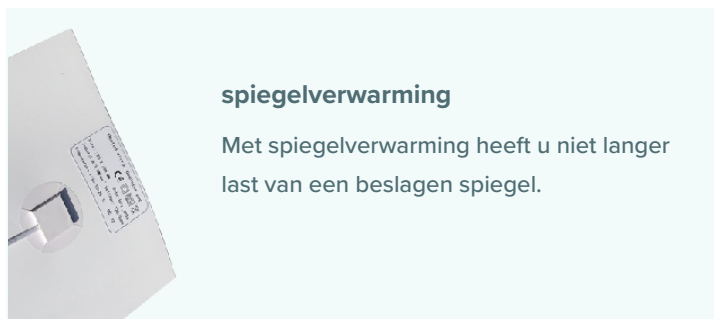 spiegelverwarming
Met spiegelverwarming heeft u niet langer
last van een beslagen spiegel.